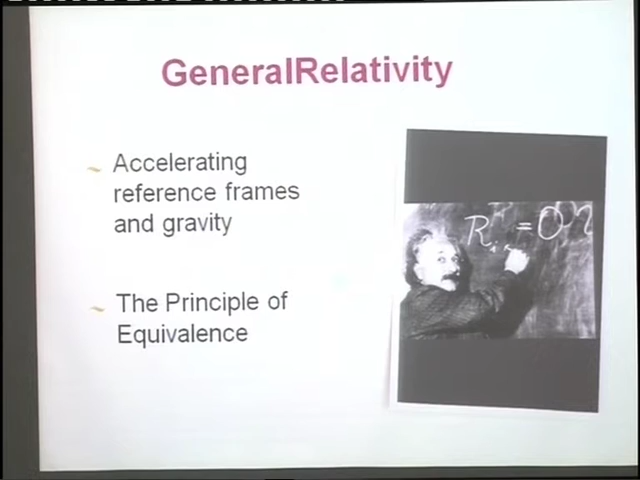 GeneralRelativity
~ Accelerating
reference frames
and gravity
~ The Principle of
Equivalence